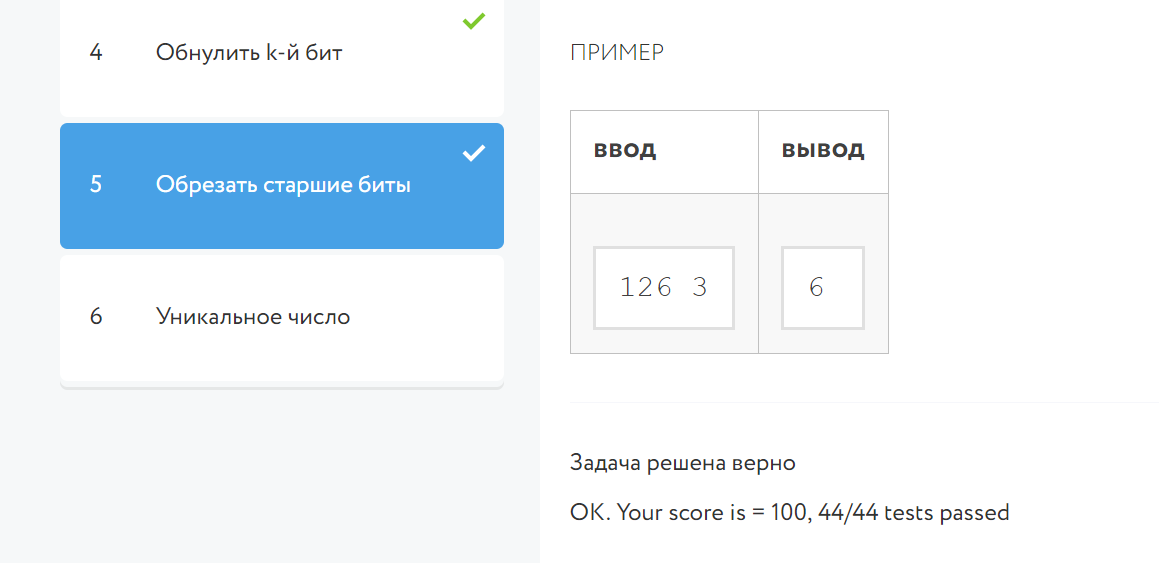 4 Обнулить k-й бит
5 Обрезать старшие биты
6 Уникальное число
ПРИМЕР
ВВОД ВЫВОД
126 3 6
Задача решена верно
OK. Your score is = 100, 44/44 tests passed